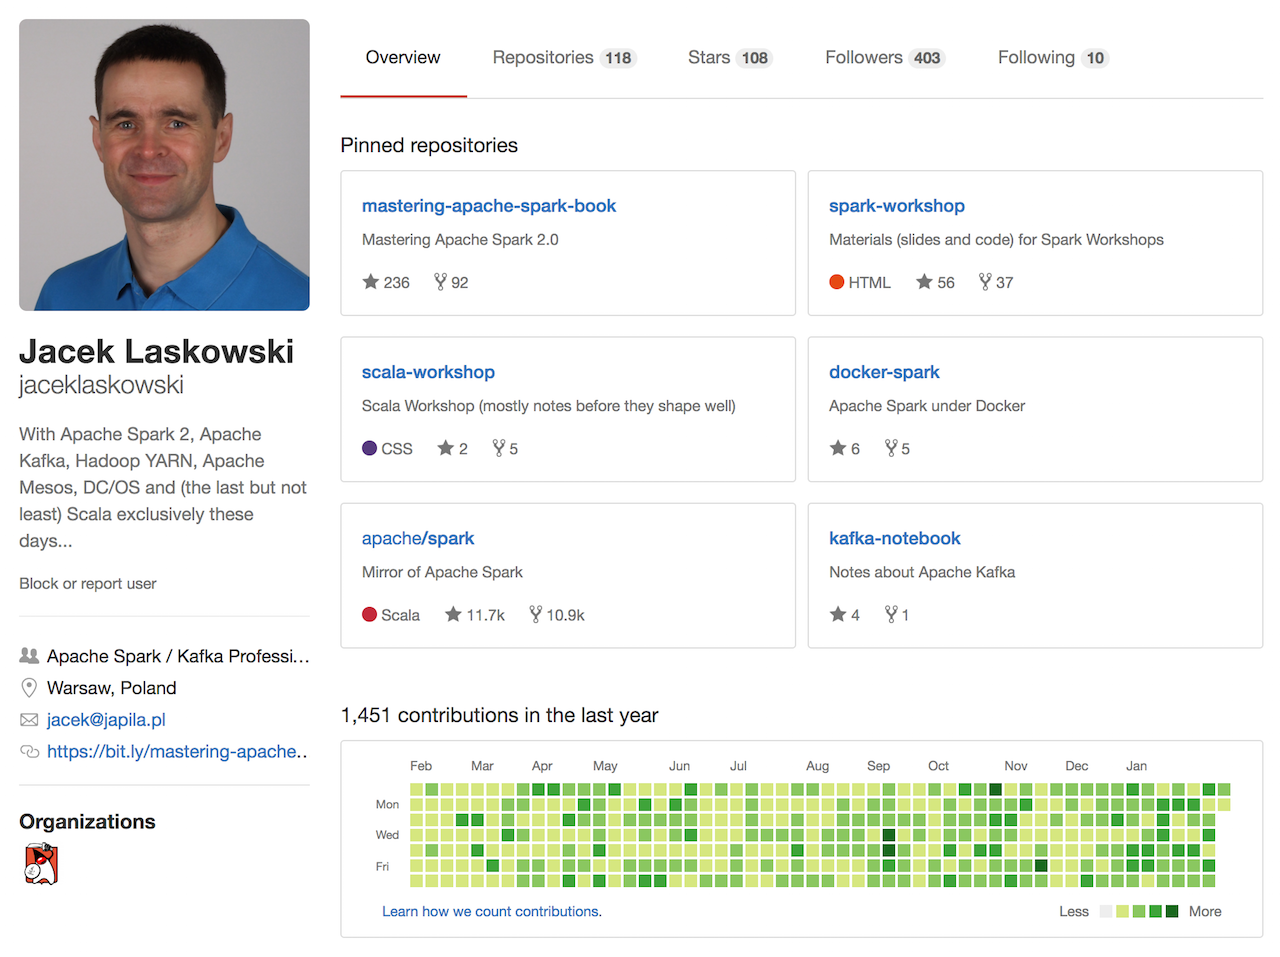 Overview Repositories 118 Stars 108 Followers 403 Following 10
Jacek Laskowski
jaceklaskowski
With Apache Spark 2, Apache
Kafka, Hadoop YARN, Apache
Mesos, DC/OS and (the last but not
least) Scala exclusively these
days...
Block or report user
Apache Spark / Kafka Professi...
Warsaw, Poland
jacek@japila.pl
https://bit.ly/mastering-apache..
Organizations
Pinned repositories
mastering-apache-spark-book
Mastering Apache Spark 2.0
236 92
spark-workshop
Materials (slides and code) for Spark Workshops
HTML 56 37
scala-workshop
Scala Workshop (mostly notes before they shape well)
CSS 2 5
docker-spark
Apache Spark under Docker
6 5
apache/spark
Mirror of Apache Spark
Scala 11.7k 10.9k
kafka-notebook
Notes about Apache Kafka
4 1
1,451 contributions in the last year
Feb Mar Apr May Jun Jul Aug Sep Oct Nov Dec Jan
Mon
Wed
Fri
Learn how we count contributions. Less More